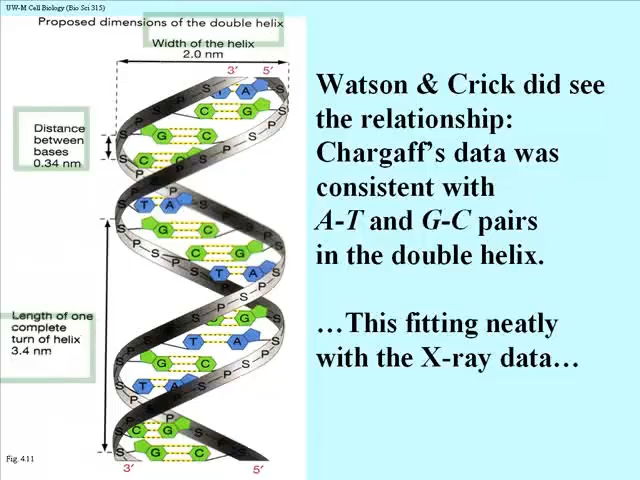 UW-M Cell Biology (Bio Sci 315)
Proposed dimensions of the double helix
Width of the helix
2.0 nm
3′ 5′
Distance
between
bases
0.34 nm
Length of one
complete
turn of helix
3.4 nm
Fig. 4.11
3′ 5′
A
C G
G C
C G
T A
G C
C G
T A
G
T A
G C
T A
C G
G C
Watson & Crick did see
the relationship:
Chargaff’s data was
consistent with
A-T and G-C pairs
in the double helix.
…This fitting neatly
with the X-ray data…